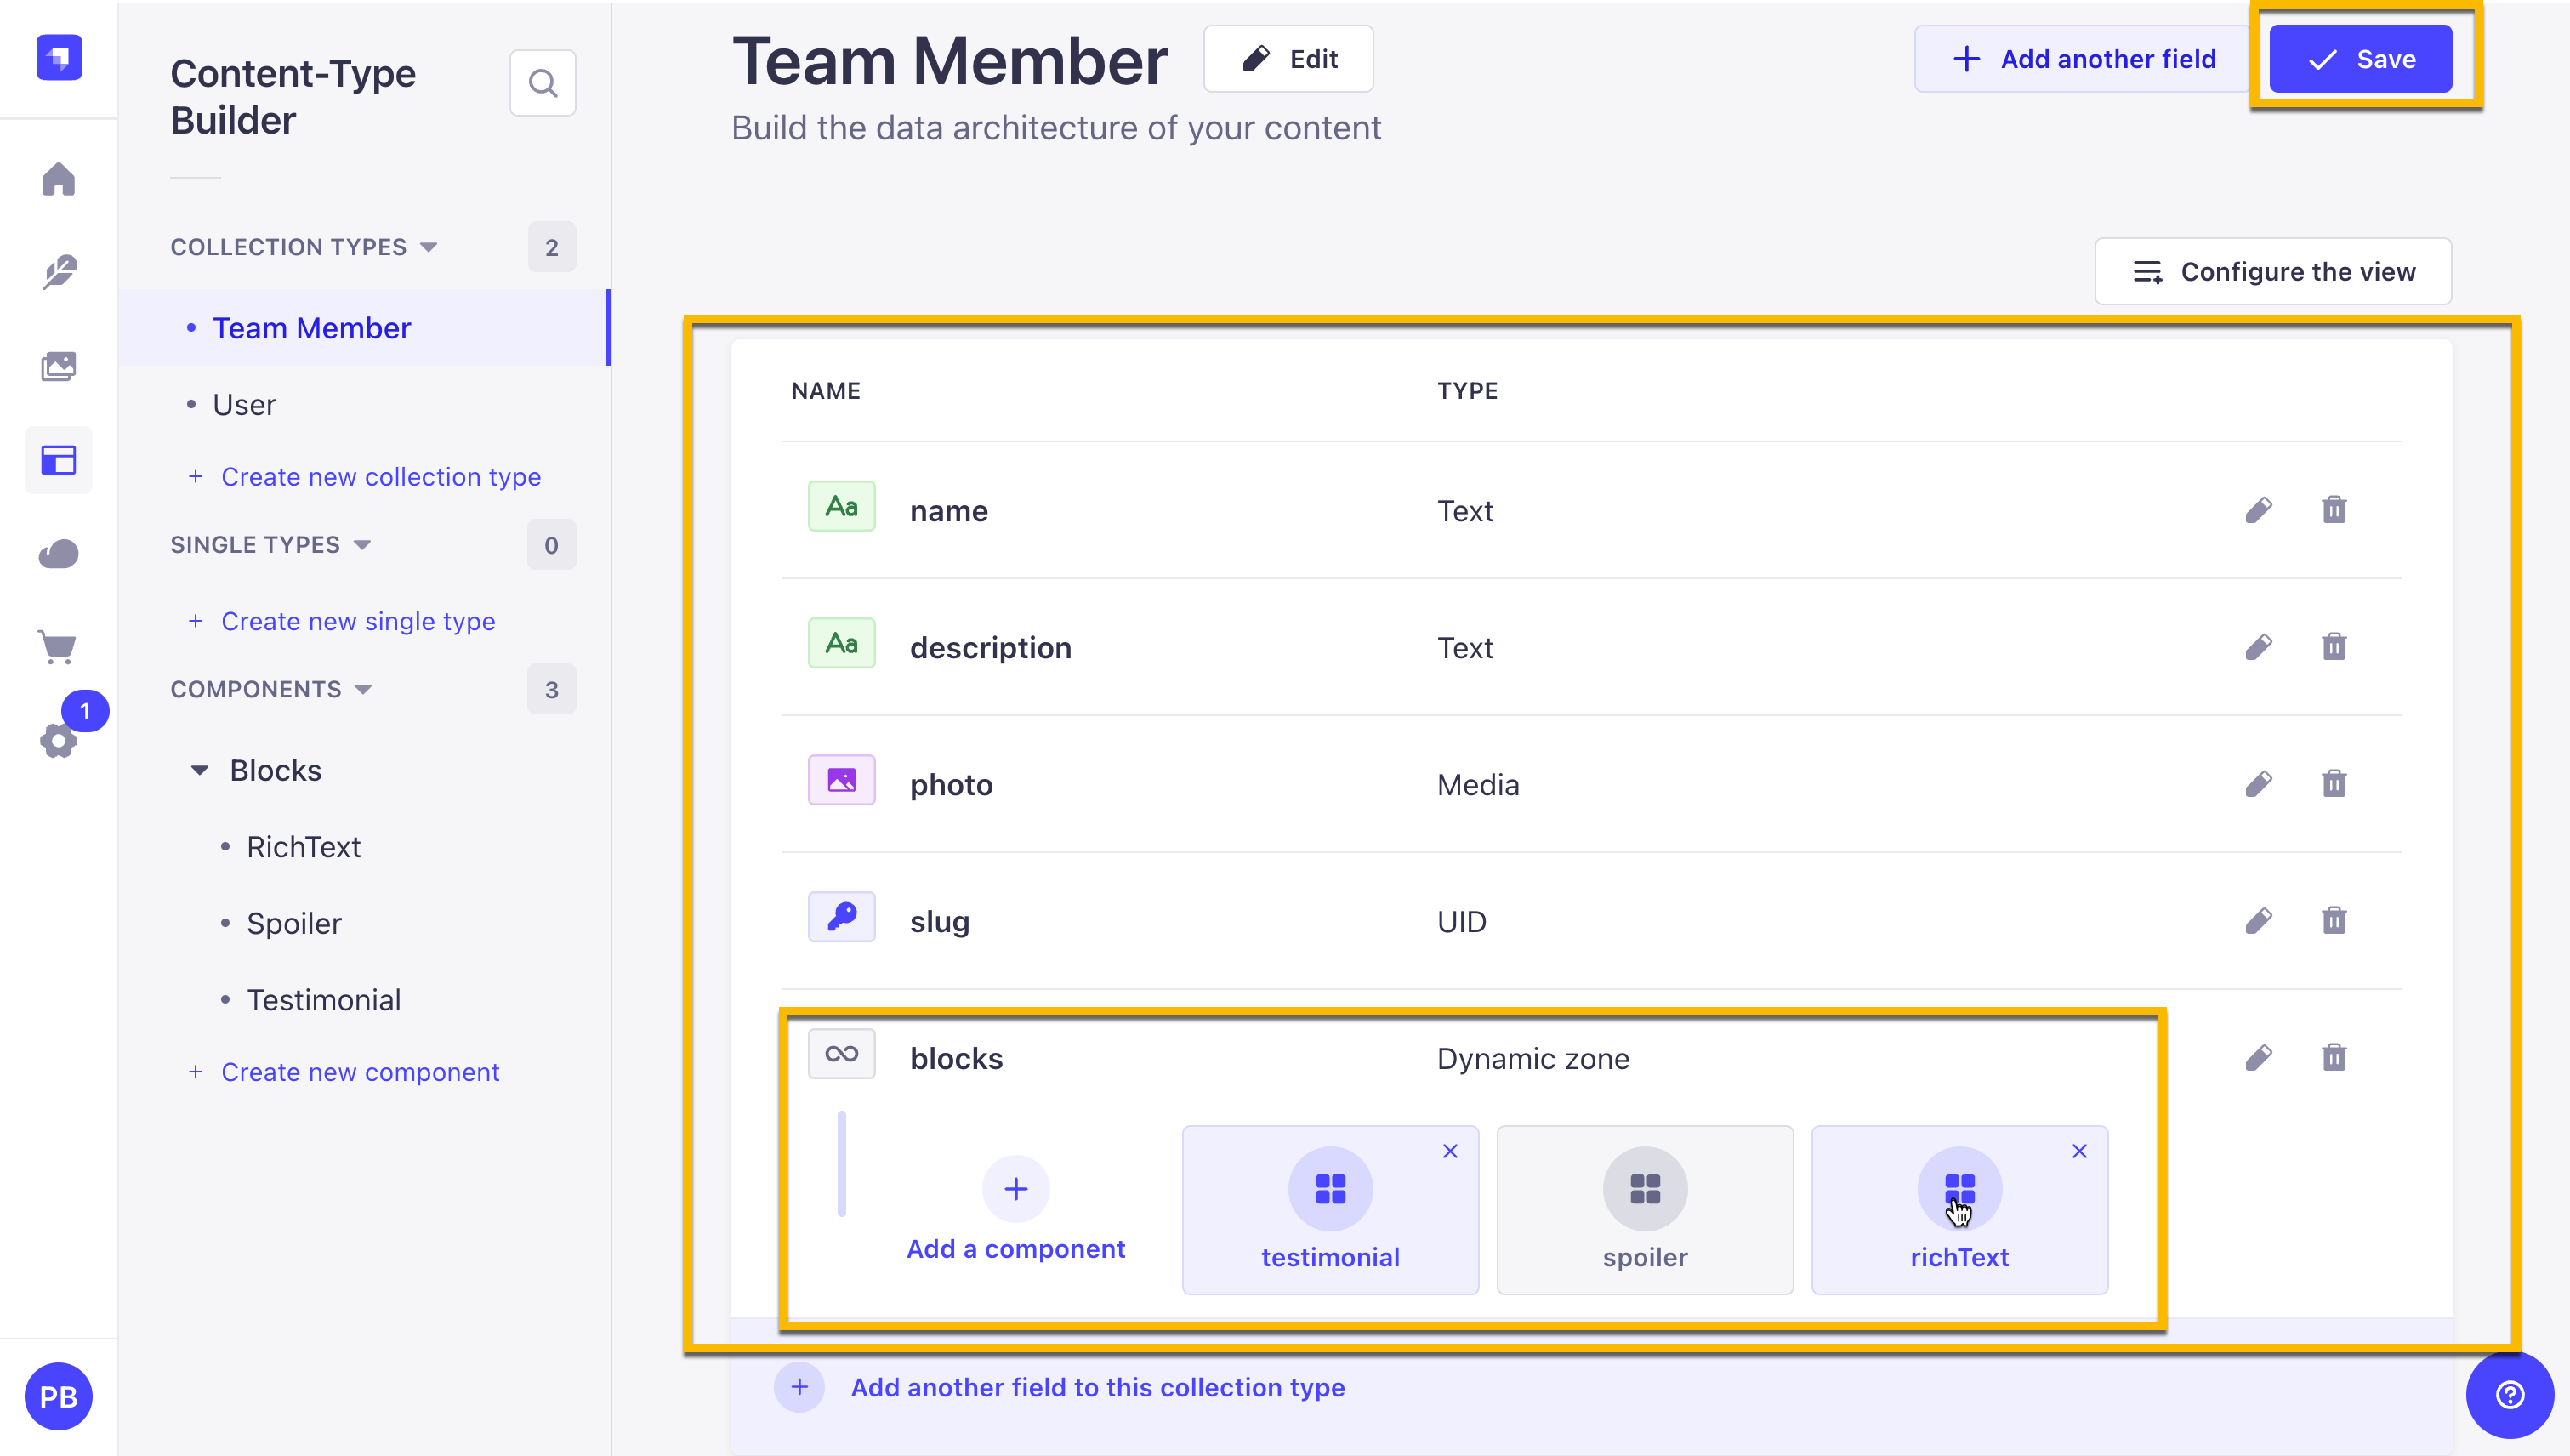 Content-Type
Builder
COLLECTION TYPES 2
Team Member
User
+ Create new collection type
SINGLE TYPES 0
+ Create new single type
COMPONENTS 3
1
Blocks
RichText
Spoiler
Testimonial
+ Create new component
PB
Team Member
Edit
Add another field
Save
Build the data architecture of your content
Configure the view
NAME TYPE
Aa name Text
Aa description Text
photo Media
slug UID
blocks Dynamic zone
Add a component
testimonial
spoiler
richText
Add another field to this collection type